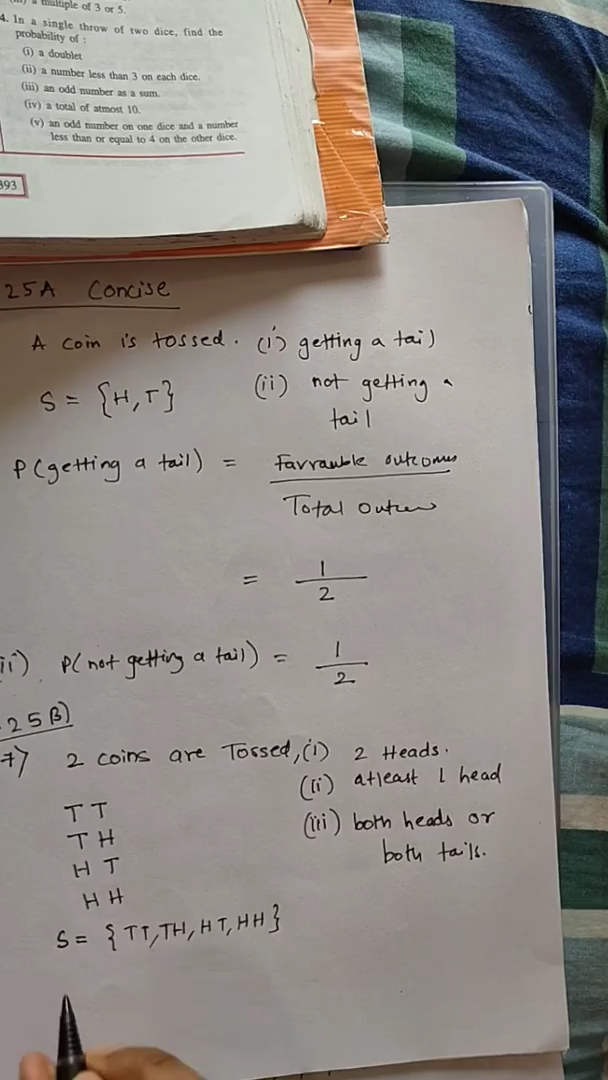 (iii) a multiple of 3 or 5.
4. In a single throw of two dice, find the
probability of :
(i) a doublet
(ii) a number less than 3 on each dice.
(iii) an odd number as a sum.
(iv) a total of atmost 10.
(v) an odd number on one dice and a number
less than or equal to 4 on the other dice.
393
25A Concise
A coin is tossed. (i) getting a tail
S = {H, T} (ii) not getting a
tail
P(getting a tail) = Favrauble outcomes
Total
= 1
2
ii) P(not getting a tail) = 1
2
25B)
7) 2 coins are Tossed, (i) 2 Heads.
(ii) atleast 1 head
TT
(iii) both heads or
TH
both tails.
HT
HH
S = {TT, TH, HT, HH}